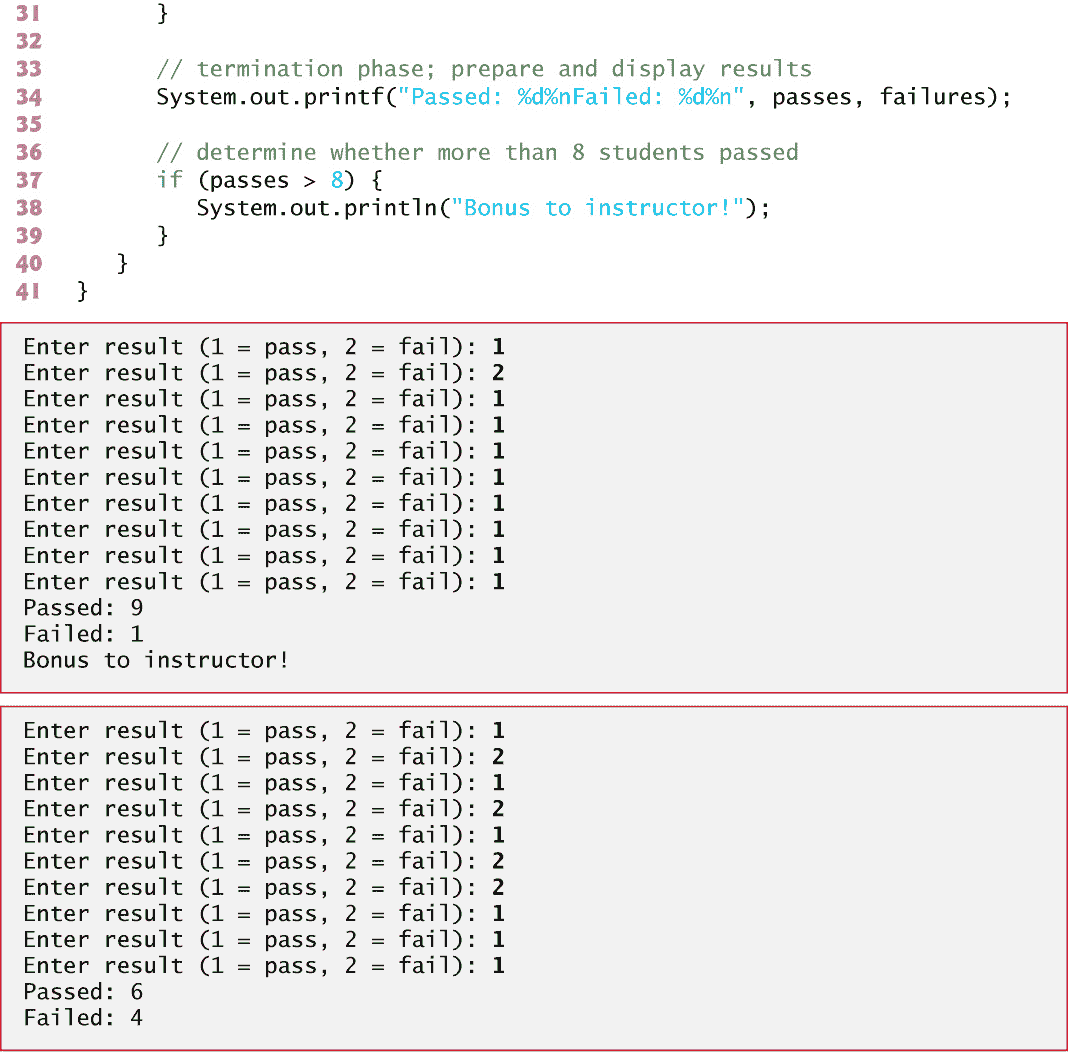 31         }
32
33         // termination phase; prepare and display results
34         System.out.printf("Passed: %d%nFailed: %d%n", passes, failures);
35
36         // determine whether more than 8 students passed
37         if (passes > 8) {
38            System.out.println("Bonus to instructor!");
39         }
40      }
41   }
Enter result (1 = pass, 2 = fail): 1
Enter result (1 = pass, 2 = fail): 2
Enter result (1 = pass, 2 = fail): 1
Enter result (1 = pass, 2 = fail): 1
Enter result (1 = pass, 2 = fail): 1
Enter result (1 = pass, 2 = fail): 1
Enter result (1 = pass, 2 = fail): 1
Enter result (1 = pass, 2 = fail): 1
Enter result (1 = pass, 2 = fail): 1
Enter result (1 = pass, 2 = fail): 1
Passed: 9
Failed: 1
Bonus to instructor!
Enter result (1 = pass, 2 = fail): 1
Enter result (1 = pass, 2 = fail): 2
Enter result (1 = pass, 2 = fail): 1
Enter result (1 = pass, 2 = fail): 2
Enter result (1 = pass, 2 = fail): 1
Enter result (1 = pass, 2 = fail): 2
Enter result (1 = pass, 2 = fail): 2
Enter result (1 = pass, 2 = fail): 1
Enter result (1 = pass, 2 = fail): 1
Enter result (1 = pass, 2 = fail): 1
Passed: 6
Failed: 4